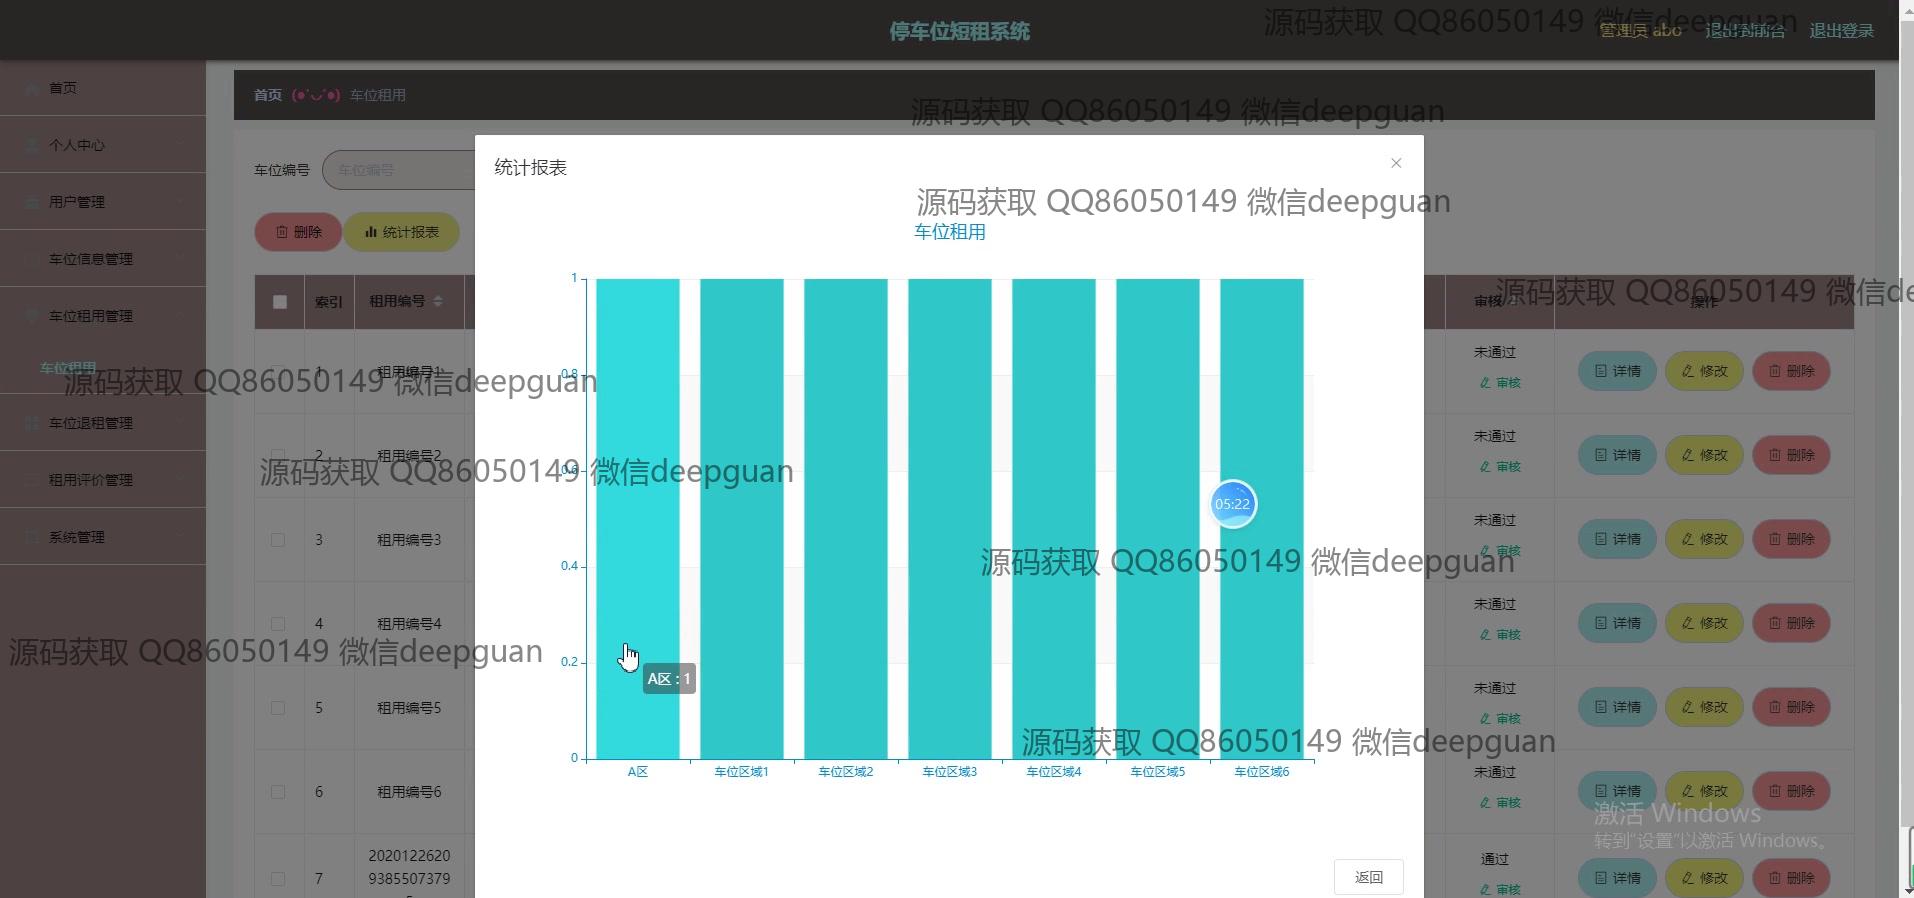 停车位短租系统
源码获取 QQ86050149 微信deepguan
管理员 abo
退出到前台
退出登录
首页
个人中心
用户管理
车位信息管理
车位租用管理
车位租用
车位退租管理
租用评价管理
系统管理
首页 (●'◡'●) 车位租用
源码获取 QQ86050149 微信deepguan
车位编号 车位编号
删除 统计报表
统计报表
源码获取 QQ86050149 微信deepguan
车位租用
索引 租用编号 审核 操作
源码获取 QQ86050149 微信de
1
0.8
0.6
0.4
0.2
0
A区 : 1
05:22
A区 车位区域1 车位区域2 车位区域3 车位区域4 车位区域5 车位区域6
返回
1 租用编号1 未通过 审核 详情 修改 删除
源码获取 QQ86050149 微信deepguan
2 租用编号2 未通过 审核 详情 修改 删除
源码获取 QQ86050149 微信deepguan
3 租用编号3 未通过 审核 详情 修改 删除
源码获取 QQ86050149 微信deepguan
4 租用编号4 未通过 审核 详情 修改 删除
源码获取 QQ86050149 微信deepguan
5 租用编号5 未通过 审核 详情 修改 删除
源码获取 QQ86050149 微信deepguan
6 租用编号6 未通过 审核 详情 修改 删除
激活 Windows
转到“设置”以激活 Windows。
7 2020122620
9385507379 通过 审核 详情 修改 删除